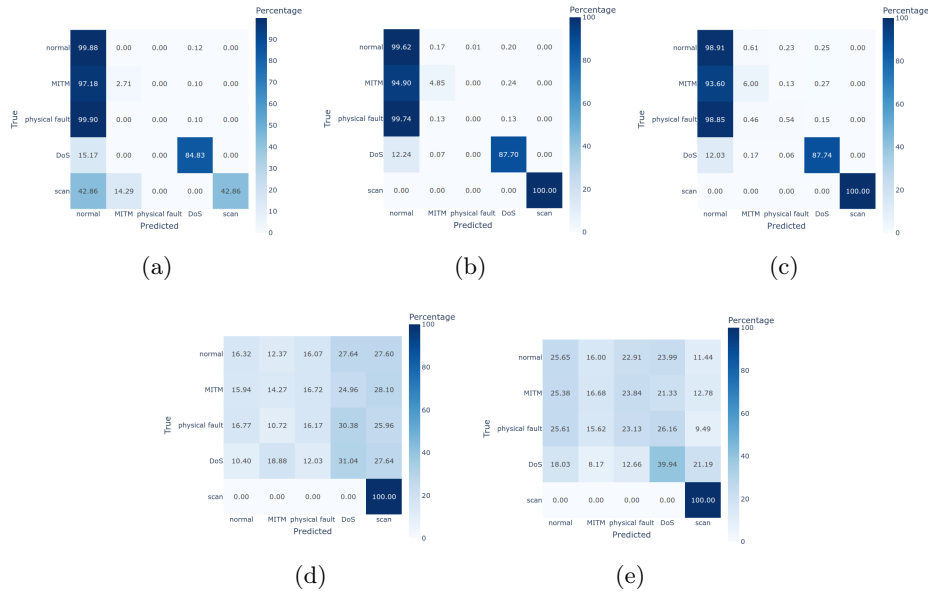 Percentage
normal 99.88 0.00 0.00 0.12 0.00
MITM 97.18 2.71 0.00 0.10 0.00
physical fault 99.90 0.00 0.00 0.10 0.00
DoS 15.17 0.00 0.00 84.83 0.00
scan 42.86 14.29 0.00 0.00 42.86
normal MITM physical fault DoS scan
Predicted
True
90
80
70
60
50
40
30
20
10
0
(a)
Percentage
normal 99.62 0.17 0.01 0.20 0.00
MITM 94.90 4.85 0.00 0.24 0.00
physical fault 99.74 0.13 0.00 0.13 0.00
DoS 12.24 0.07 0.00 87.70 0.00
scan 0.00 0.00 0.00 0.00 100.00
normal MITM physical fault DoS scan
Predicted
True
100
80
60
40
20
0
(b)
Percentage
normal 98.91 0.61 0.23 0.25 0.00
MITM 93.60 6.00 0.13 0.27 0.00
physical fault 98.85 0.46 0.54 0.15 0.00
DoS 12.03 0.17 0.06 87.74 0.00
scan 0.00 0.00 0.00 0.00 100.00
normal MITM physical fault DoS scan
Predicted
True
100
80
60
40
20
0
(c)
Percentage
normal 16.32 12.37 16.07 27.64 27.60
MITM 15.94 14.27 16.72 24.96 28.10
physical fault 16.77 10.72 16.17 30.38 25.96
DoS 10.40 18.88 12.03 31.04 27.64
scan 0.00 0.00 0.00 0.00 100.00
normal MITM physical fault DoS scan
Predicted
True
100
80
60
40
20
0
(d)
Percentage
normal 25.65 16.00 22.91 23.99 11.44
MITM 25.38 16.68 23.84 21.33 12.78
physical fault 25.61 15.62 23.13 26.16 9.49
DoS 18.03 8.17 12.66 39.94 21.19
scan 0.00 0.00 0.00 0.00 100.00
normal MITM physical fault DoS scan
Predicted
True
100
80
60
40
20
0
(e)